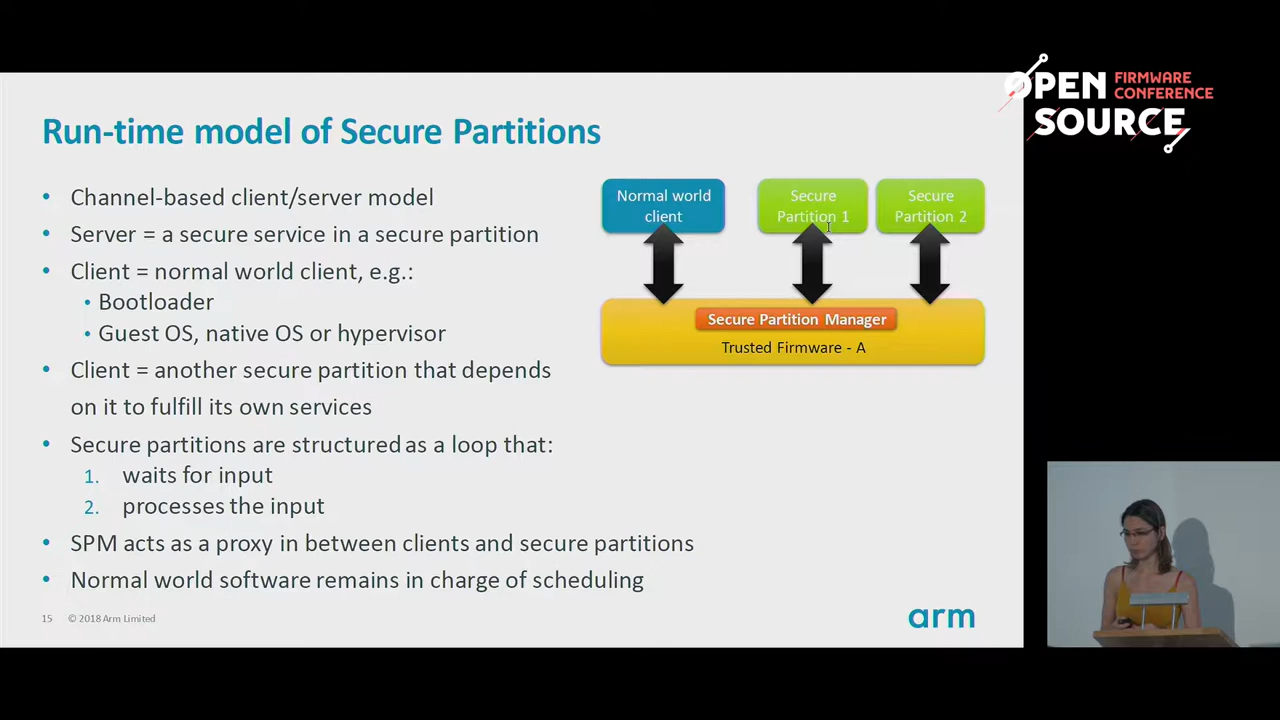 OPEN FIRMWARE CONFERENCE
SOURCE
Run-time model of Secure Partitions
• Channel-based client/server model
• Server = a secure service in a secure partition
• Client = normal world client, e.g.:
• Bootloader
• Guest OS, native OS or hypervisor
• Client = another secure partition that depends
on it to fulfill its own services
• Secure partitions are structured as a loop that:
1. waits for input
2. processes the input
• SPM acts as a proxy in between clients and secure partitions
• Normal world software remains in charge of scheduling
Normal world
client
Secure
Partition 1
Secure
Partition 2
Secure Partition Manager
Trusted Firmware - A
15 © 2018 Arm Limited
arm